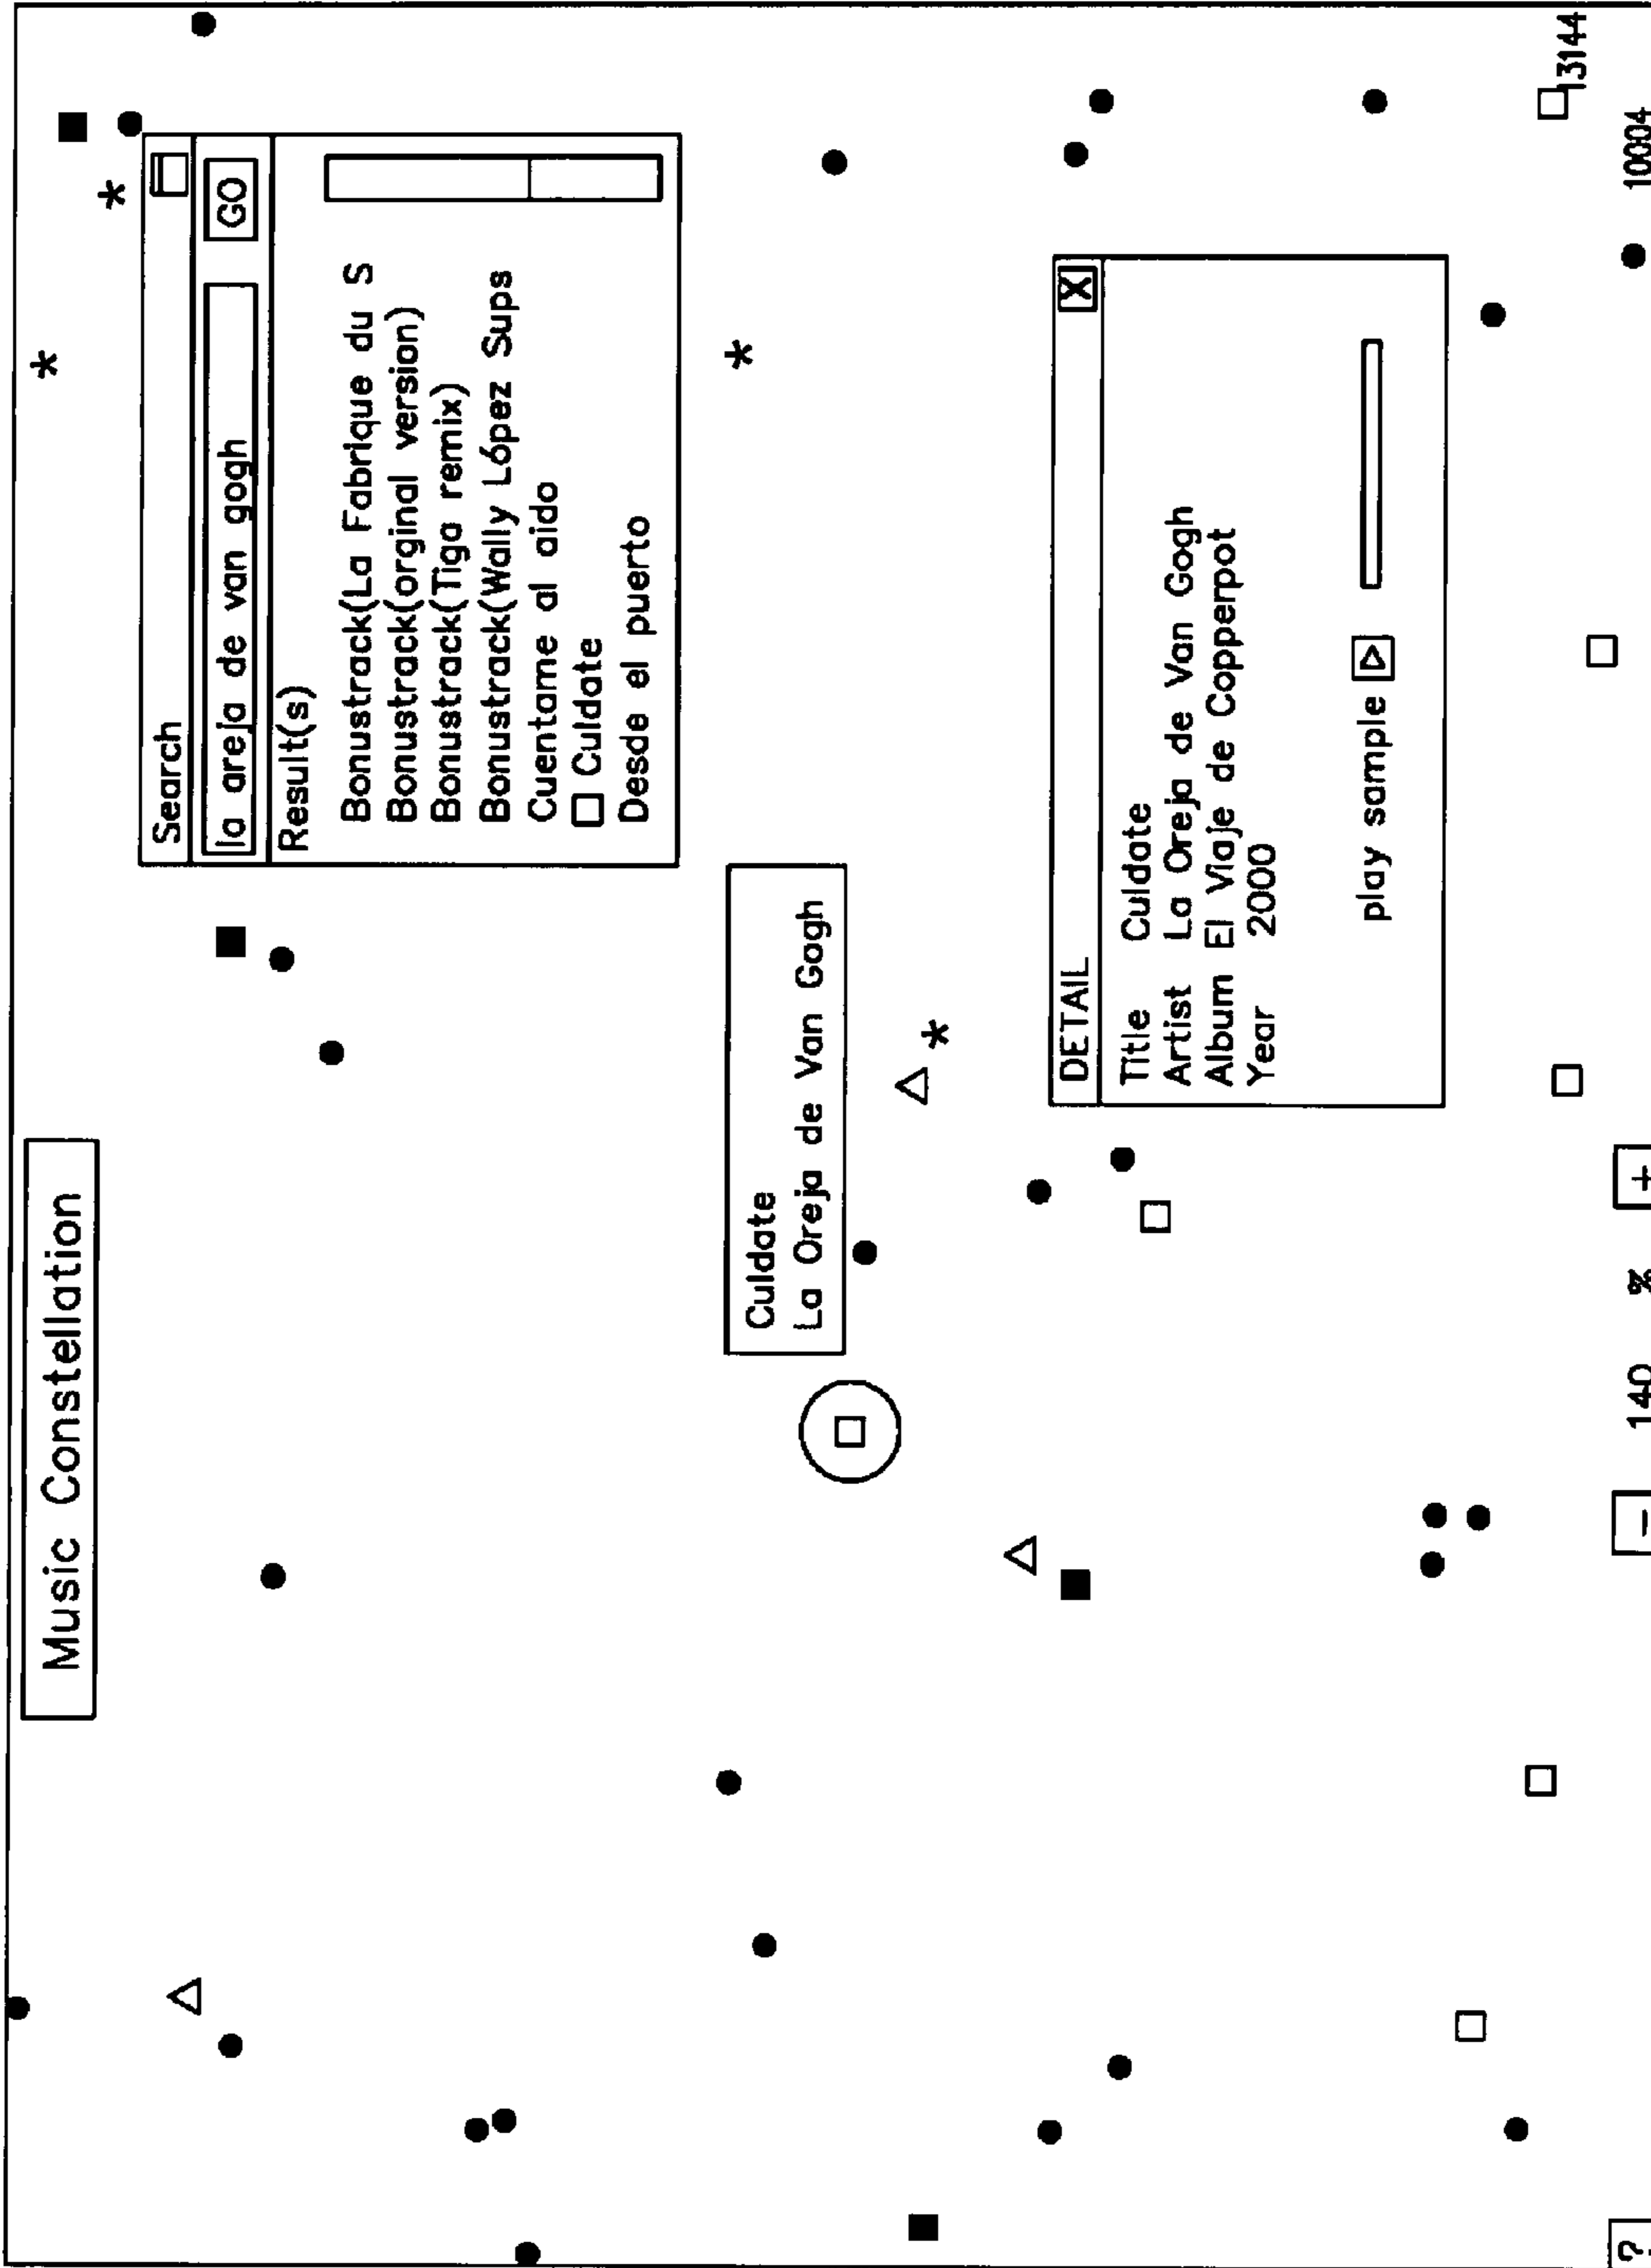 Music Constellation
Search
la areja de van gogh
GO
Result(s)
Bonustrack(La Fabrique du S
Bonustrack(orginal version)
Bonustrack(Tiga remix)
Bonustrack(Wally López Sups
Cuentame al aido
Culdate
Desde el puerto
Culdate
La Oreja de Van Gogh
DETAIL
X
Title Culdate
Artist La Oreja de Van Gogh
Album El Viaje de Copperpot
Year 2000
play sample
13144
? - 140 % + 10004